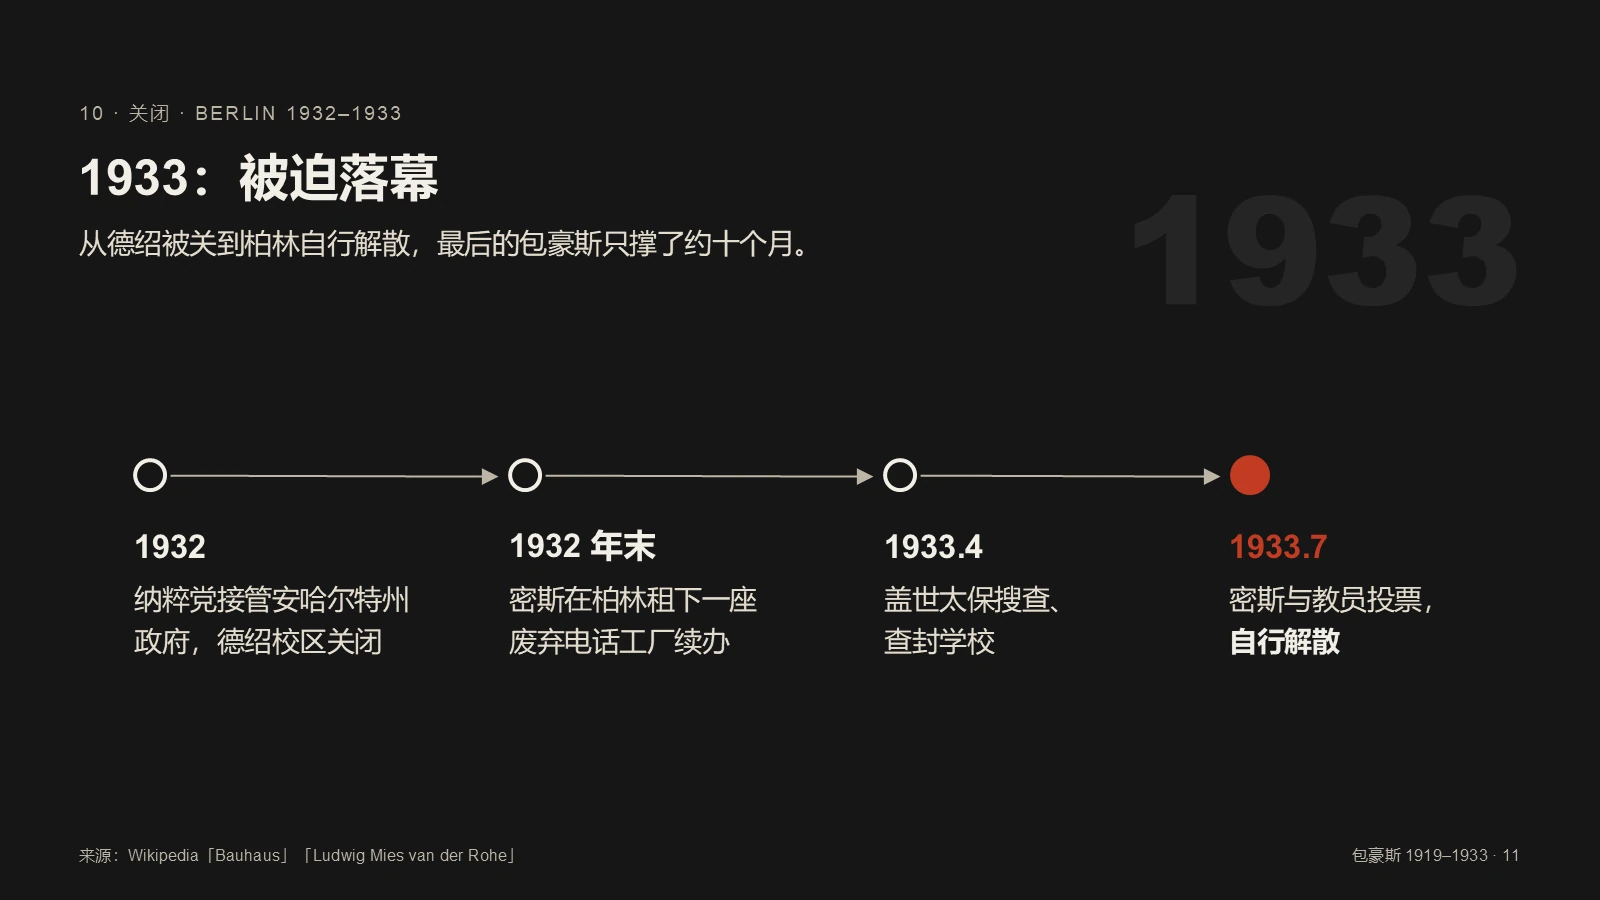 10 · 关闭 · BERLIN 1932–1933
1933：被迫落幕
从德绍被关到柏林自行解散，最后的包豪斯只撑了约十个月。
1933
1932
纳粹党接管安哈尔特州
政府，德绍校区关闭
1932 年末
密斯在柏林租下一座
废弃电话工厂续办
1933.4
盖世太保搜查、
查封学校
1933.7
密斯与教员投票，
自行解散
来源：Wikipedia「Bauhaus」「Ludwig Mies van der Rohe」
包豪斯 1919–1933 · 11